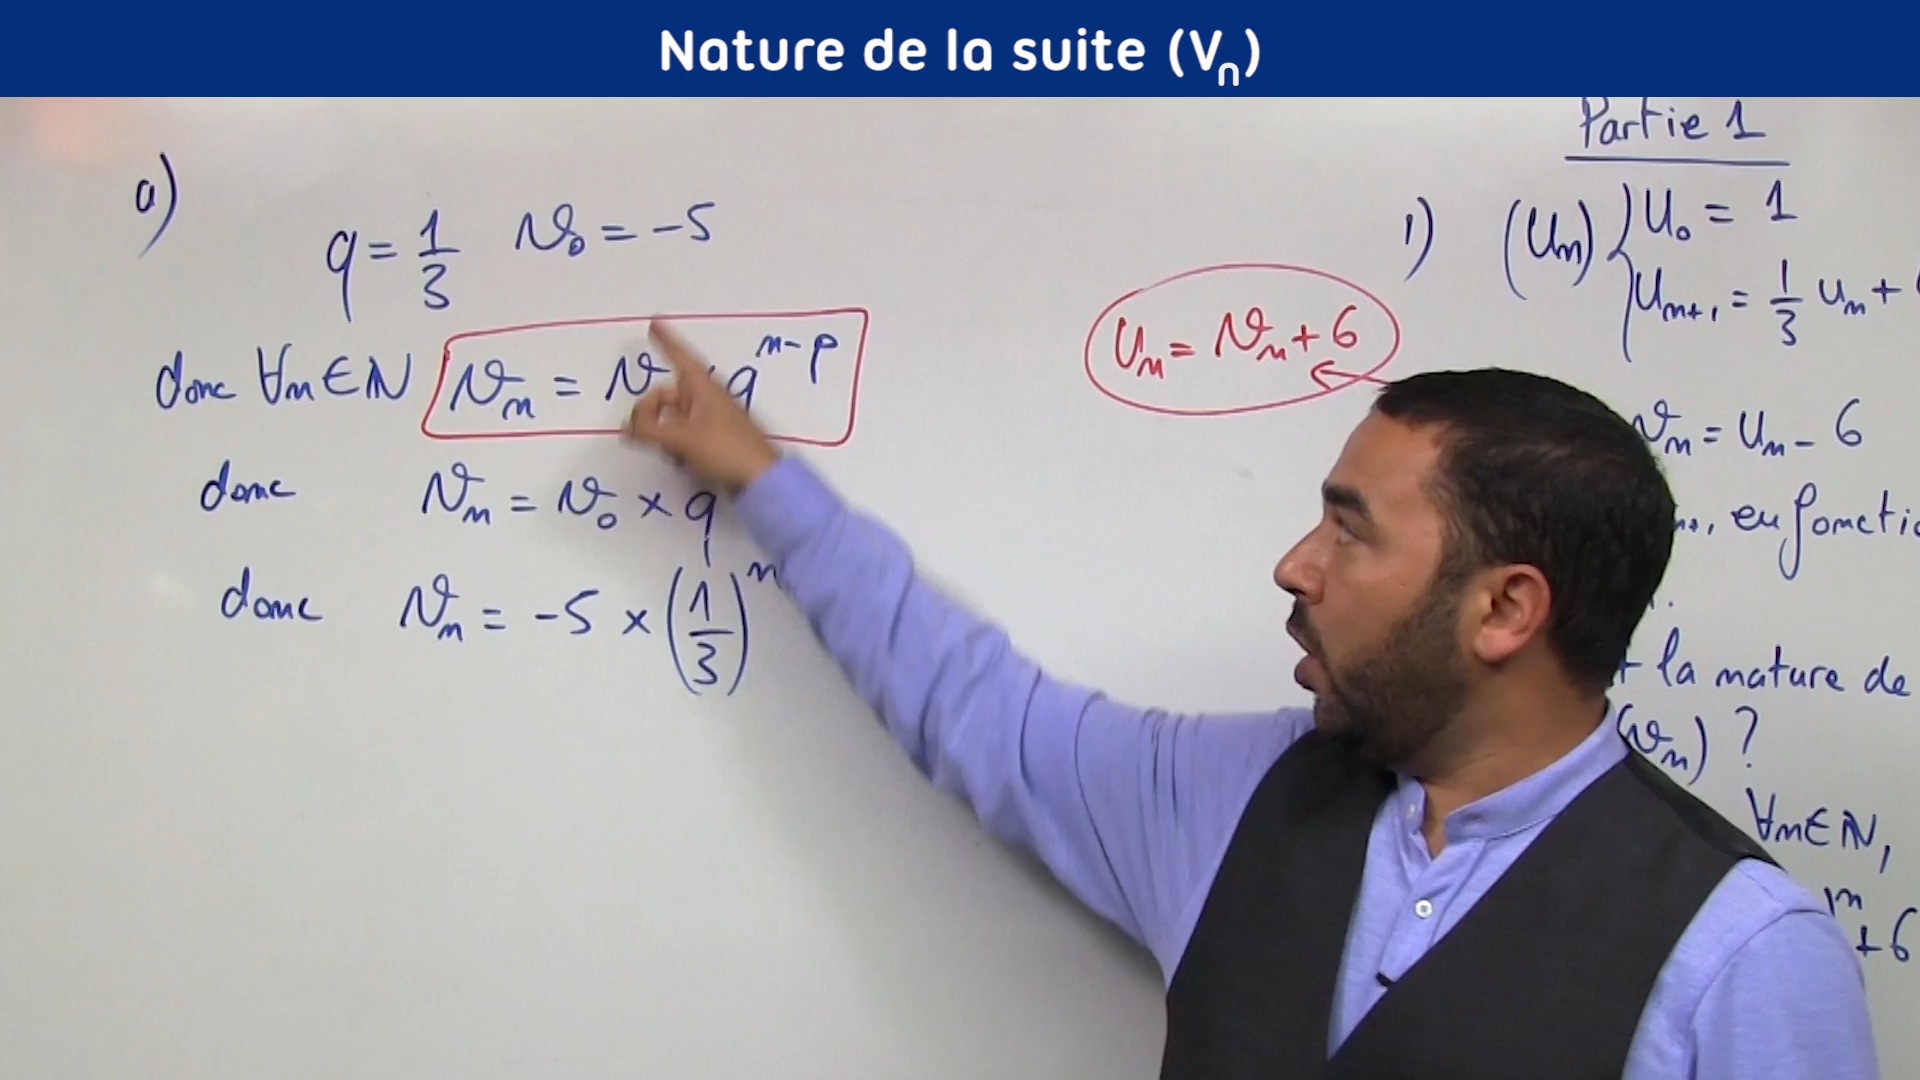 Nature de la suite (Vn)
a)
q = 1/3 v₀ = -5
donc ∀n∈ℕ vn = v × q^(n-p)
donc vn = v₀ × q
donc vn = -5 × (1/3)^n
un = vn + 6
Partie 1
1) (un) { u₀ = 1
un+1 = 1/3 un +
vn = un - 6
en fonctio
la nature de
(vn) ?
∀n∈ℕ,
n
+ 6